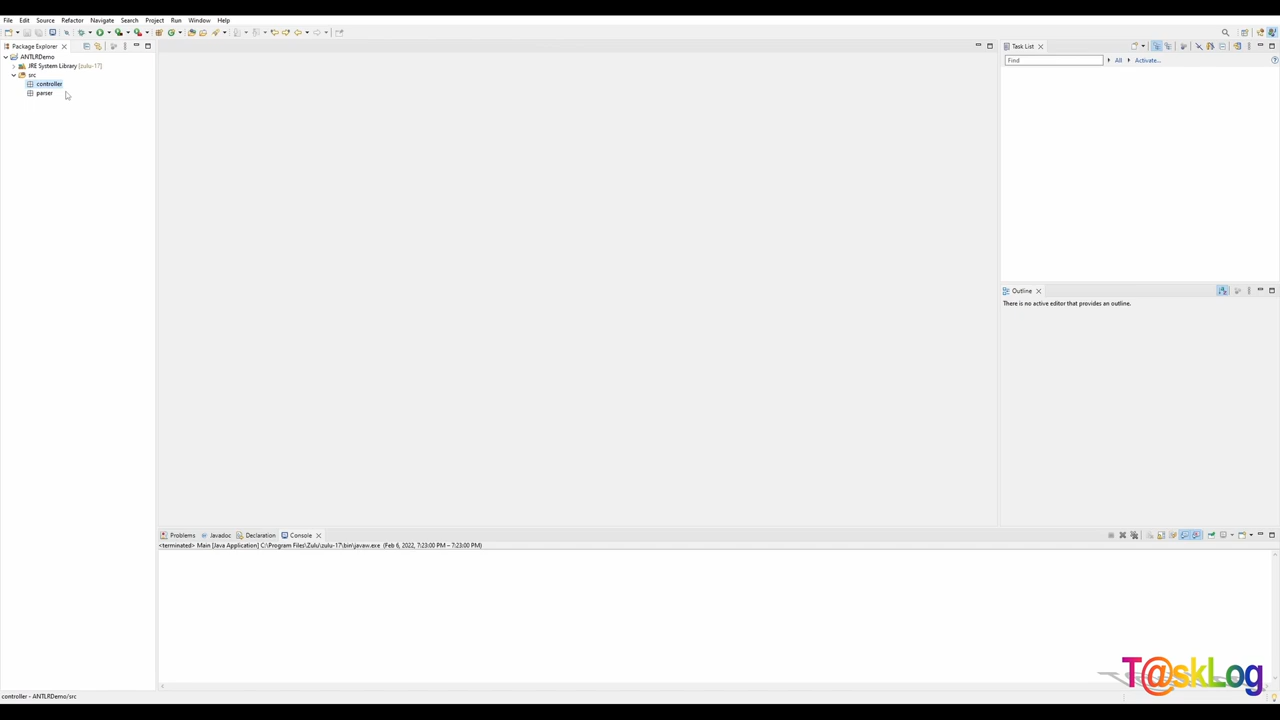 File Edit Source Refactor Navigate Search Project Run Window Help
Package Explorer
ANTLRDemo
JRE System Library [zulu-17]
src
controller
parser
Task List
Find All Activate...
Outline
There is no active editor that provides an outline.
Problems Javadoc Declaration Console
<terminated> Main [Java Application] C:\Program Files\Zulu\zulu-17\bin\javaw.exe (Feb 6, 2022, 7:23:00 PM – 7:23:00 PM)
T@skLog
controller - ANTLRDemo/src